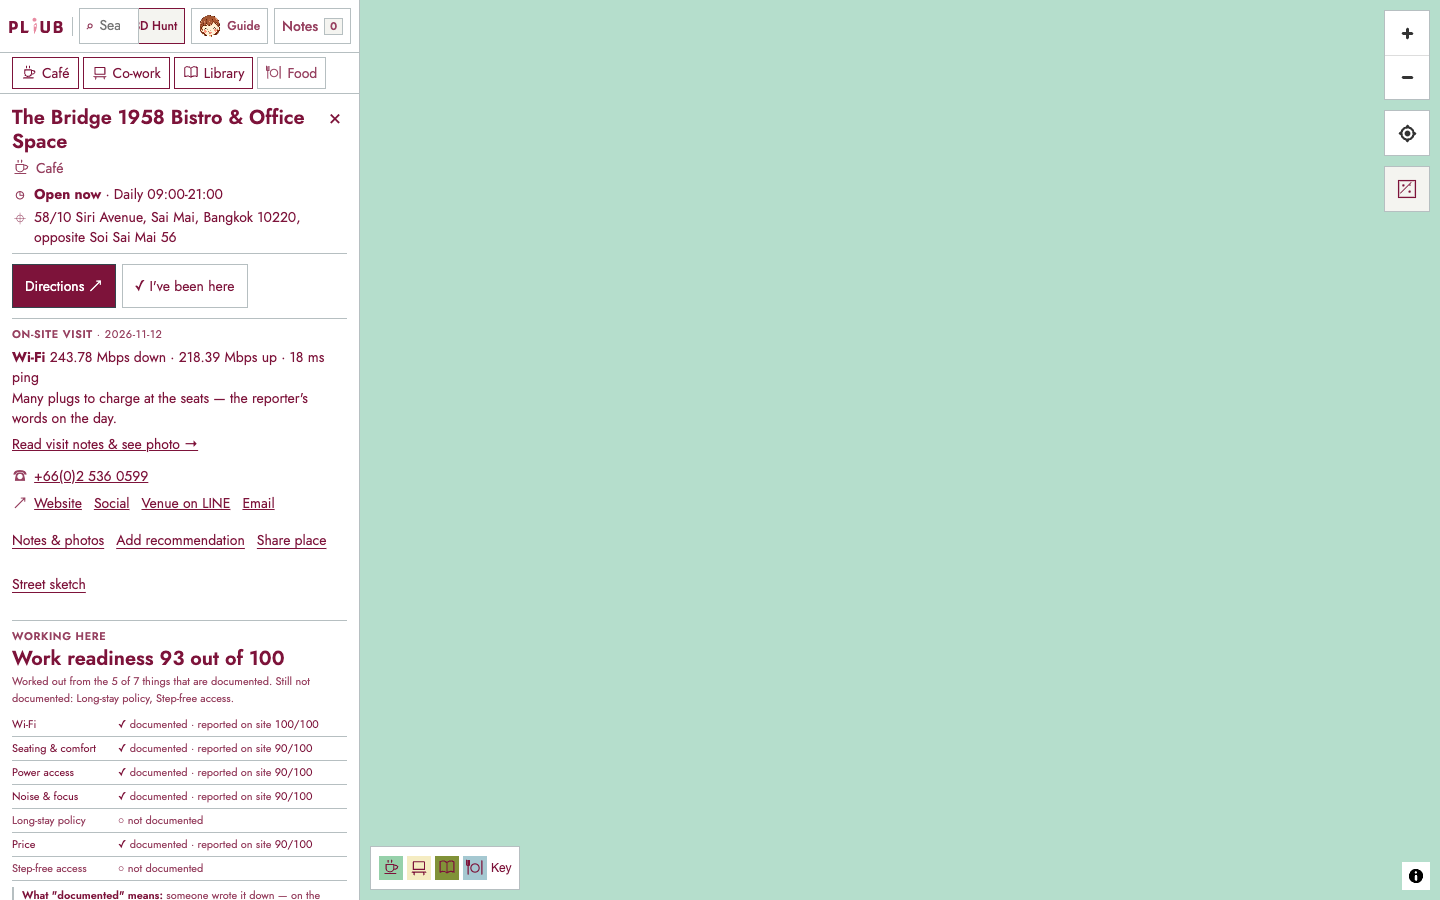 PL UB
Sea
D Hunt
Guide
Notes 0
Café
Co-work
Library
Food
The Bridge 1958 Bistro & Office
Space
Café
Open now · Daily 09:00-21:00
58/10 Siri Avenue, Sai Mai, Bangkok 10220,
opposite Soi Sai Mai 56
Directions ↗
✓ I've been here
ON-SITE VISIT · 2026-11-12
Wi-Fi 243.78 Mbps down · 218.39 Mbps up · 18 ms
ping
Many plugs to charge at the seats — the reporter's
words on the day.
Read visit notes & see photo →
+66(0)2 536 0599
Website Social Venue on LINE Email
Notes & photos Add recommendation Share place
Street sketch
WORKING HERE
Work readiness 93 out of 100
Worked out from the 5 of 7 things that are documented. Still not
documented: Long-stay policy, Step-free access.
Wi-Fi ✓ documented · reported on site 100/100
Seating & comfort ✓ documented · reported on site 90/100
Power access ✓ documented · reported on site 90/100
Noise & focus ✓ documented · reported on site 90/100
Long-stay policy ○ not documented
Price ✓ documented · reported on site 90/100
Step-free access ○ not documented
What "documented" means: someone wrote it down — on the
Key